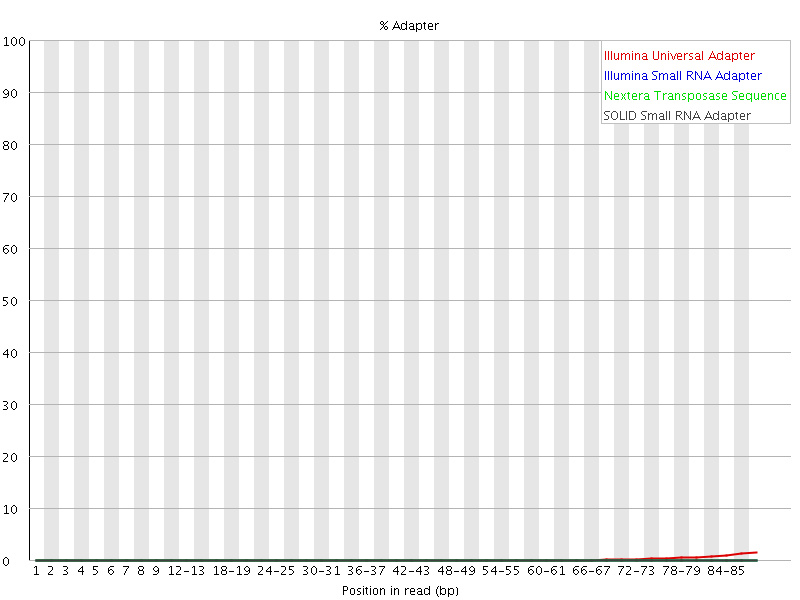 % Adapter
Illumina Universal Adapter
Illumina Small RNA Adapter
Nextera Transposase Sequence
SOLID Small RNA Adapter
100
90
80
70
60
50
40
30
20
10
0
1 2 3 4 5 6 7 8 9 12-13 18-19 24-25 30-31 36-37 42-43 48-49 54-55 60-61 66-67 72-73 78-79 84-85
Position in read (bp)